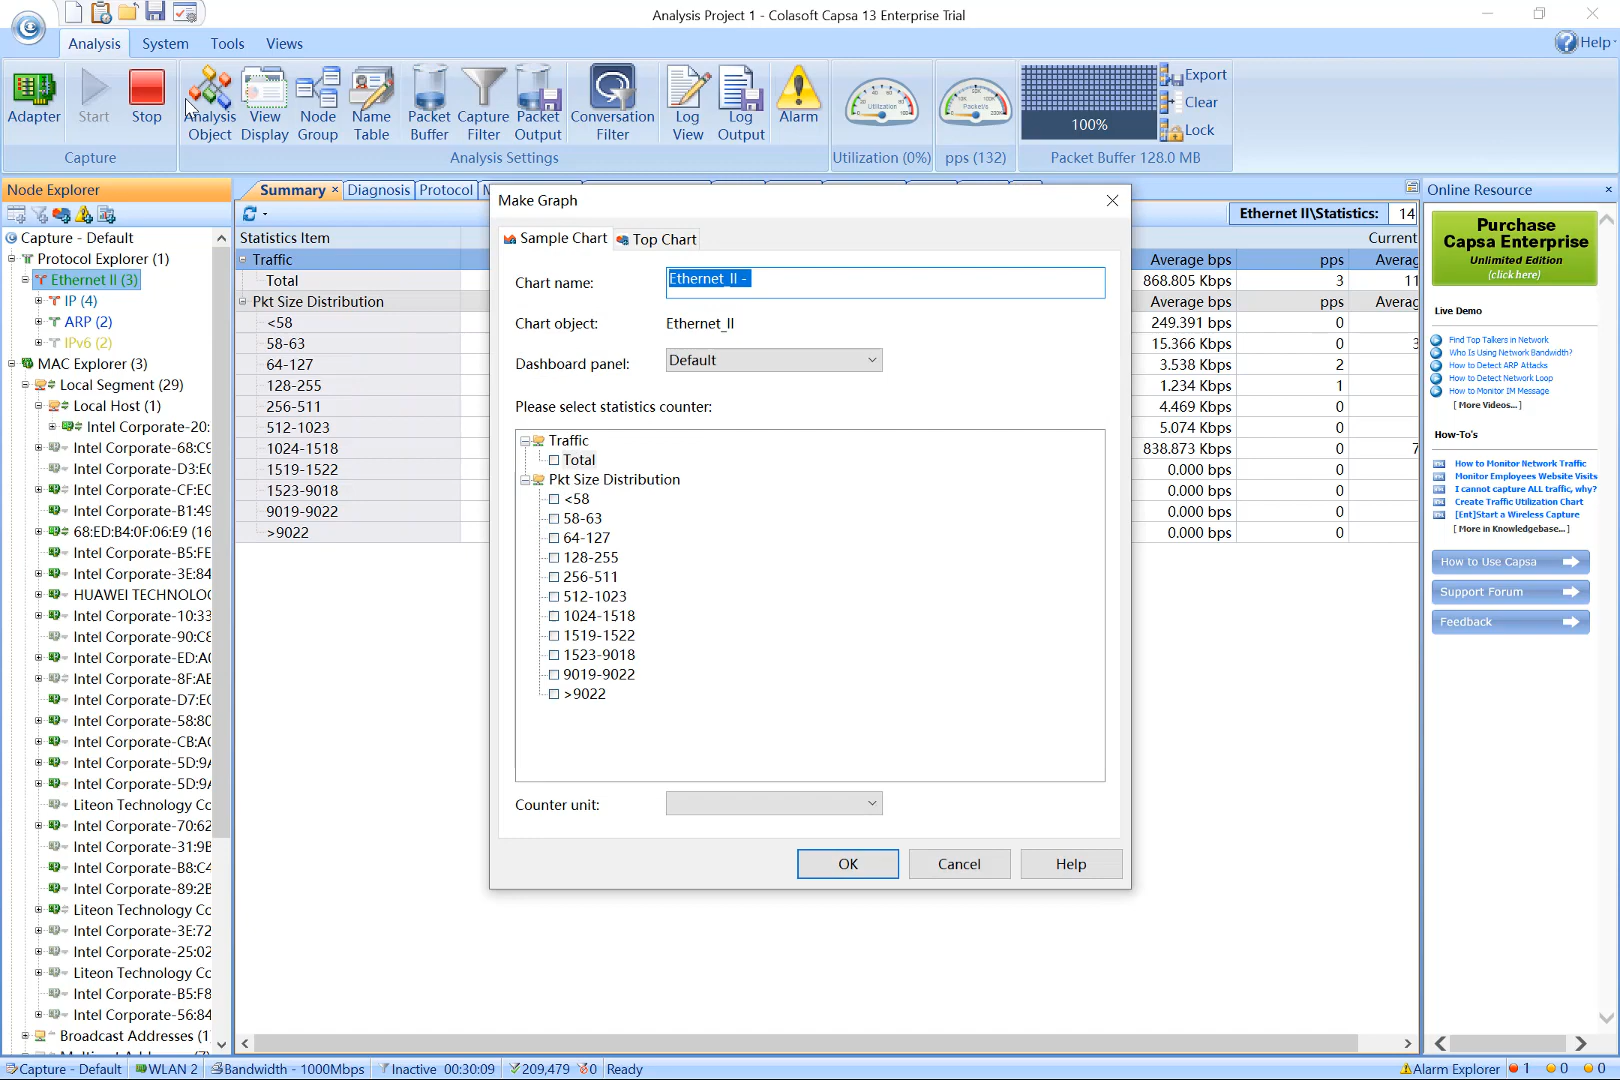 Analysis Project 1 - Colasoft Capsa 13 Enterprise Trial
Analysis
System
Tools
Views
Help
Adapter
Start
Stop
Capture
Analysis Object
View Display
Node Group
Name Table
Packet Buffer
Capture Filter
Packet Output
Conversation Filter
Log View
Log Output
Alarm
Analysis Settings
Utilization (0%)
pps (132)
100%
Export
Clear
Lock
Packet Buffer 128.0 MB
Node Explorer
Capture - Default
Protocol Explorer (1)
Ethernet II (3)
IP (4)
ARP (2)
IPv6 (2)
MAC Explorer (3)
Local Segment (29)
Local Host (1)
Intel Corporate-20:
Intel Corporate-68:C9
Intel Corporate-D3:EC
Intel Corporate-CF:EC
Intel Corporate-B1:49
68:ED:B4:0F:06:E9 (16
Intel Corporate-B5:FE
Intel Corporate-3E:84
HUAWEI TECHNOLOG
Intel Corporate-10:33
Intel Corporate-90:C8
Intel Corporate-ED:A0
Intel Corporate-8F:AE
Intel Corporate-D7:EC
Intel Corporate-58:80
Intel Corporate-CB:AC
Intel Corporate-5D:9A
Intel Corporate-5D:9A
Liteon Technology Co
Intel Corporate-70:62
Intel Corporate-31:9B
Intel Corporate-B8:C4
Intel Corporate-89:2B
Liteon Technology Co
Intel Corporate-3E:72
Intel Corporate-25:02
Liteon Technology Co
Intel Corporate-B5:F8
Intel Corporate-56:84
Broadcast Addresses (1
Summary
Diagnosis
Protocol
Ethernet II\Statistics: 14
Statistics Item
Current
Traffic
Average bps
pps
Averag
Total
868.805 Kbps
3
11
Pkt Size Distribution
Average bps
pps
Averag
<58
249.391 bps
0
58-63
15.366 Kbps
0
3
64-127
3.538 Kbps
2
128-255
1.234 Kbps
1
256-511
4.469 Kbps
0
512-1023
5.074 Kbps
0
1024-1518
838.873 Kbps
0
7
1519-1522
0.000 bps
0
1523-9018
0.000 bps
0
9019-9022
0.000 bps
0
>9022
0.000 bps
0
Make Graph
Sample Chart
Top Chart
Chart name:
Ethernet_II -
Chart object:
Ethernet_II
Dashboard panel:
Default
Please select statistics counter:
Traffic
Total
Pkt Size Distribution
<58
58-63
64-127
128-255
256-511
512-1023
1024-1518
1519-1522
1523-9018
9019-9022
>9022
Counter unit:
OK
Cancel
Help
Online Resource
Purchase
Capsa Enterprise
Unlimited Edition
(click here)
Live Demo
Find Top Talkers in Network
Who Is Using Network Bandwidth?
How to Detect ARP Attacks
How to Detect Network Loop
How to Monitor IM Message
[ More Videos... ]
How-To's
How to Monitor Network Traffic
Monitor Employees Website Visits
I cannot capture ALL traffic, why?
Create Traffic Utilization Chart
[Ent]Start a Wireless Capture
[ More in Knowledgebase... ]
How to Use Capsa
Support Forum
Feedback
Capture - Default
WLAN 2
Bandwidth - 1000Mbps
Inactive
00:30:09
209,479
0
Ready
Alarm Explorer
1
0
0